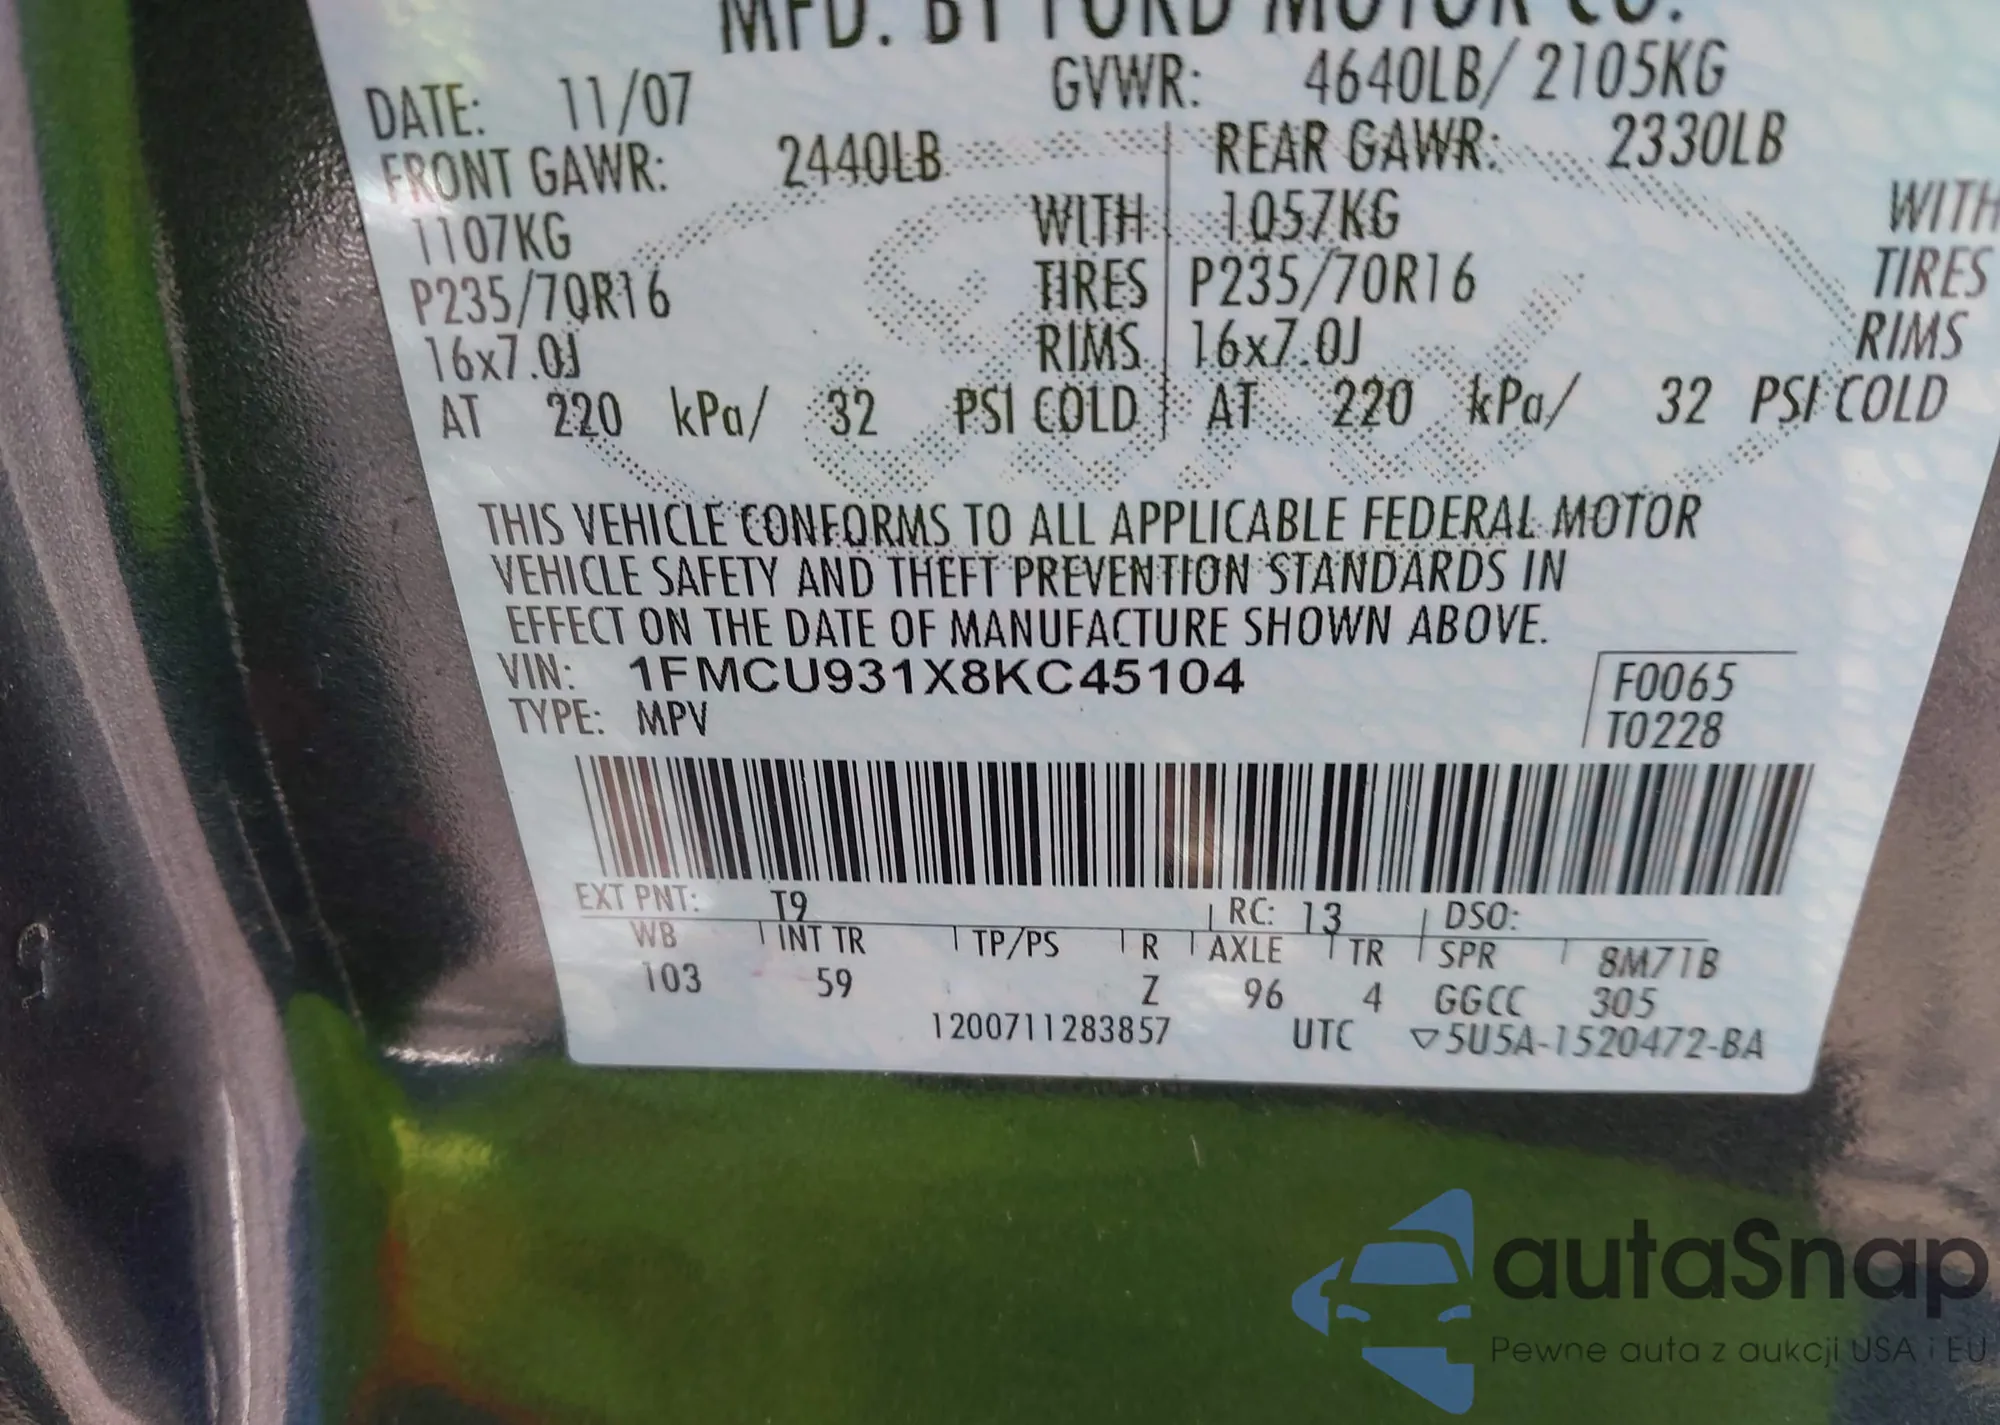 MFD. BY FORD MOTOR CO.
DATE: 11/07 GVWR: 4640LB/ 2105KG
FRONT GAWR: 2440LB REAR GAWR: 2330LB
1107KG WITH 1057KG WITH
P235/70R16 TIRES P235/70R16 TIRES
16x7.0J RIMS 16x7.0J RIMS
AT 220 kPa/ 32 PSI COLD AT 220 kPa/ 32 PSI COLD
THIS VEHICLE CONFORMS TO ALL APPLICABLE FEDERAL MOTOR
VEHICLE SAFETY AND THEFT PREVENTION STANDARDS IN
EFFECT ON THE DATE OF MANUFACTURE SHOWN ABOVE.
VIN: 1FMCU931X8KC45104 F0065
TYPE: MPV T0228
EXT PNT: T9 RC: 13 DSO:
WB INT TR TP/PS R AXLE TR SPR 8M71B
103 59 Z 96 4 GGCC 305
1200711283857 UTC ▽5U5A-1520472-BA
autaSnap
Pewne auta z aukcji USA i EU